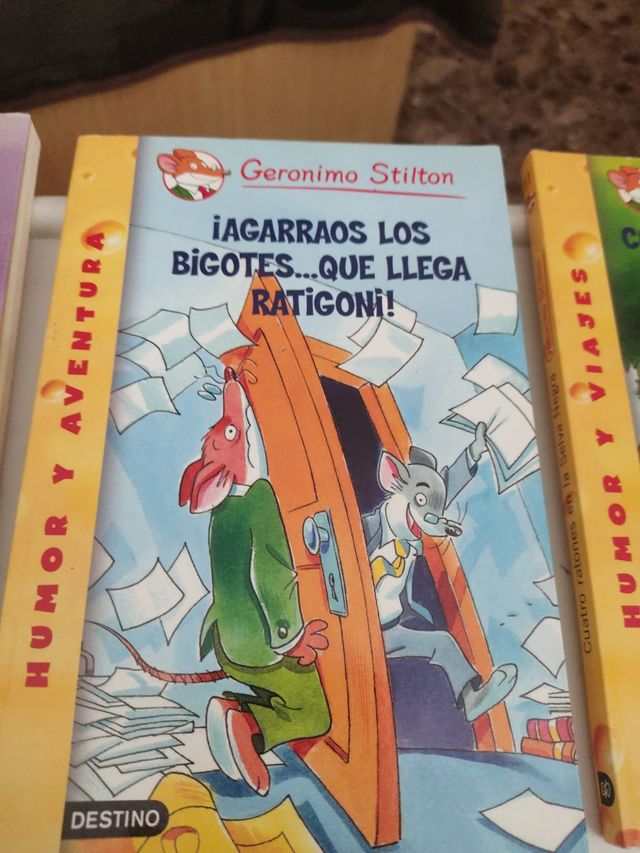 Geronimo Stilton
¡AGARRAOS LOS
BIGOTES...QUE LLEGA
RATIGONI!
HUMOR Y AVENTURA
DESTINO
HUMOR Y VIAJES
Cuatro ratones en la Selva Negra